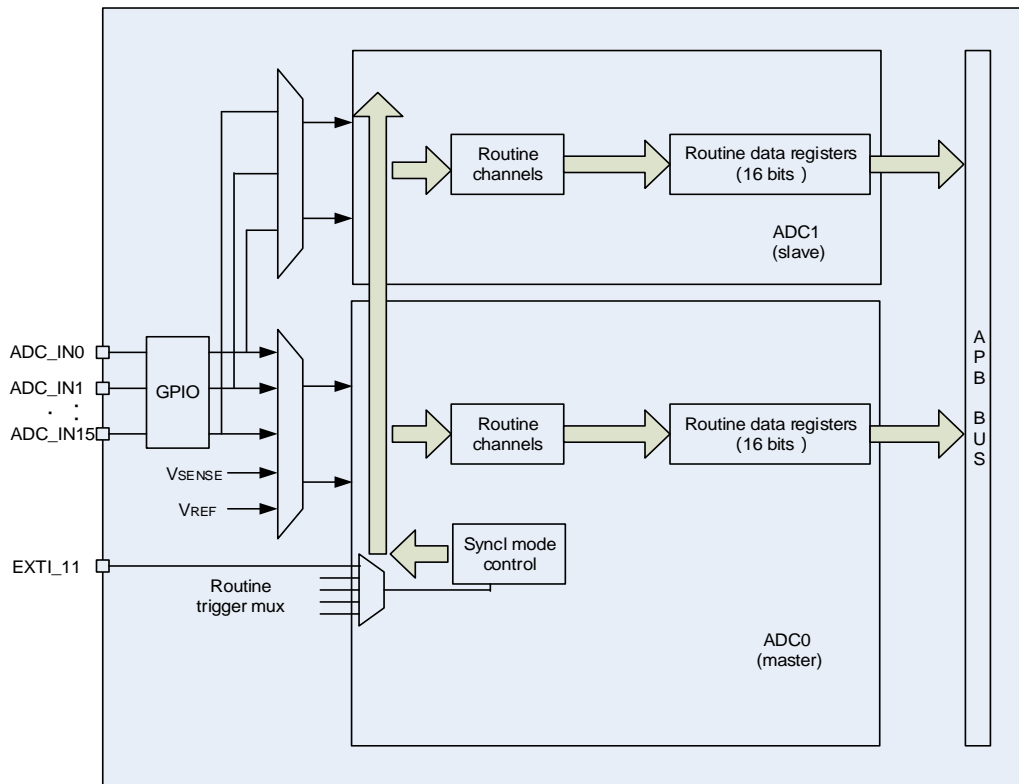 Routine
channels
Routine data registers
(16 bits )
ADC1
(slave)
ADC_IN0
ADC_IN1
. . :
ADC_IN15
GPIO
VSENSE
VREF
Routine
channels
Routine data registers
(16 bits )
A
P
B
B
U
S
EXTI_11
Routine
trigger mux
SyncI mode
control
ADC0
(master)